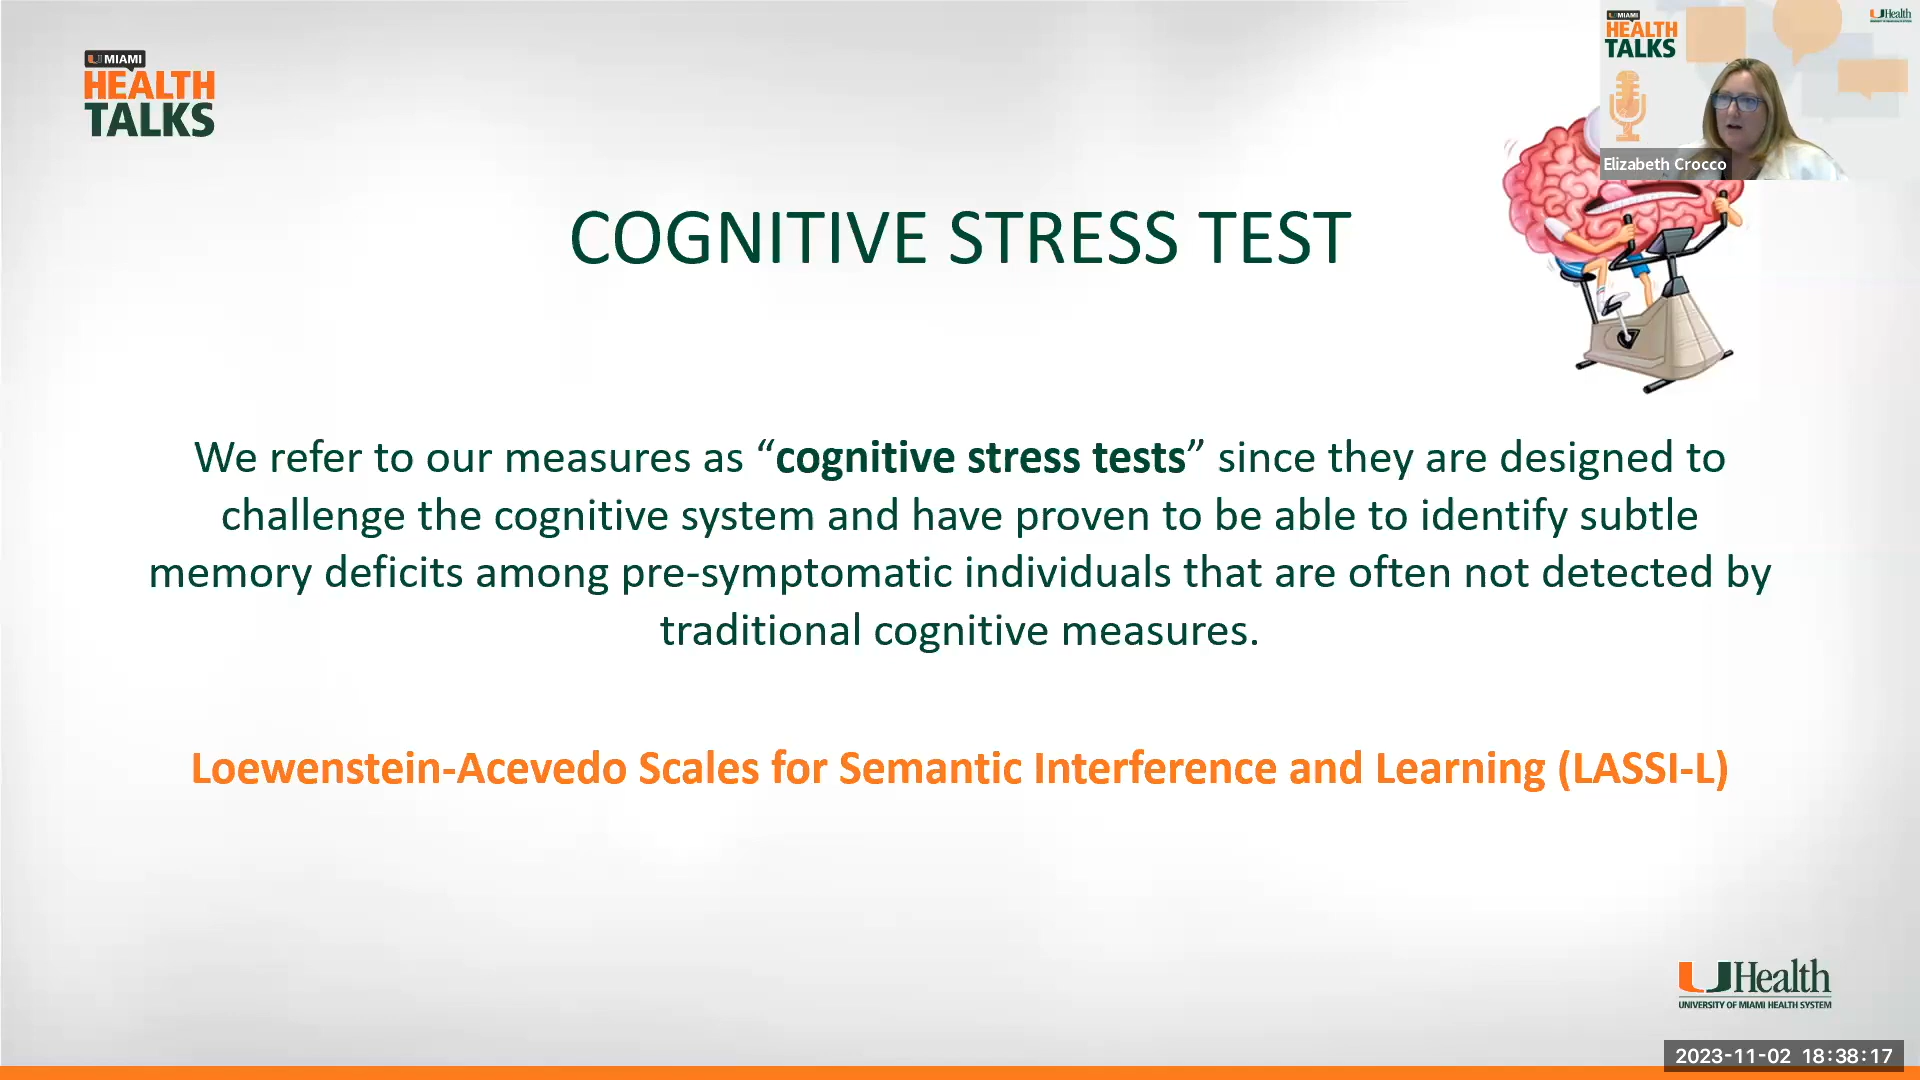 MIAMI
HEALTH
TALKS
MIAMI
HEALTH
TALKS
UHealth
Elizabeth Crocco
COGNITIVE STRESS TEST
We refer to our measures as “cognitive stress tests” since they are designed to
challenge the cognitive system and have proven to be able to identify subtle
memory deficits among pre-symptomatic individuals that are often not detected by
traditional cognitive measures.
Loewenstein-Acevedo Scales for Semantic Interference and Learning (LASSI-L)
UHealth
UNIVERSITY OF MIAMI HEALTH SYSTEM
2023-11-02 18:38:17